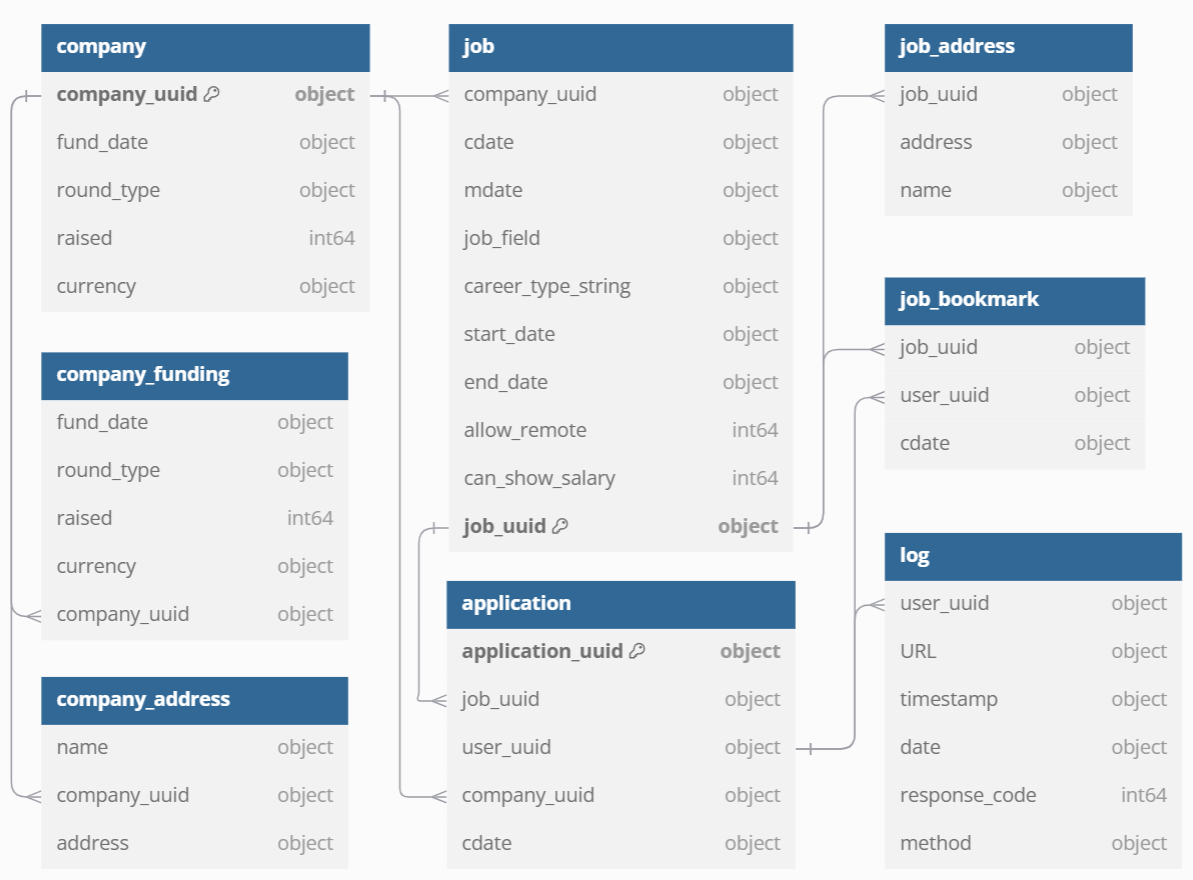 company
company_uuid object
fund_date object
round_type object
raised int64
currency object
company_funding
fund_date object
round_type object
raised int64
currency object
company_uuid object
company_address
name object
company_uuid object
address object
job
company_uuid object
cdate object
mdate object
job_field object
career_type_string object
start_date object
end_date object
allow_remote int64
can_show_salary int64
job_uuid object
application
application_uuid object
job_uuid object
user_uuid object
company_uuid object
cdate object
job_address
job_uuid object
address object
name object
job_bookmark
job_uuid object
user_uuid object
cdate object
log
user_uuid object
URL object
timestamp object
date object
response_code int64
method object